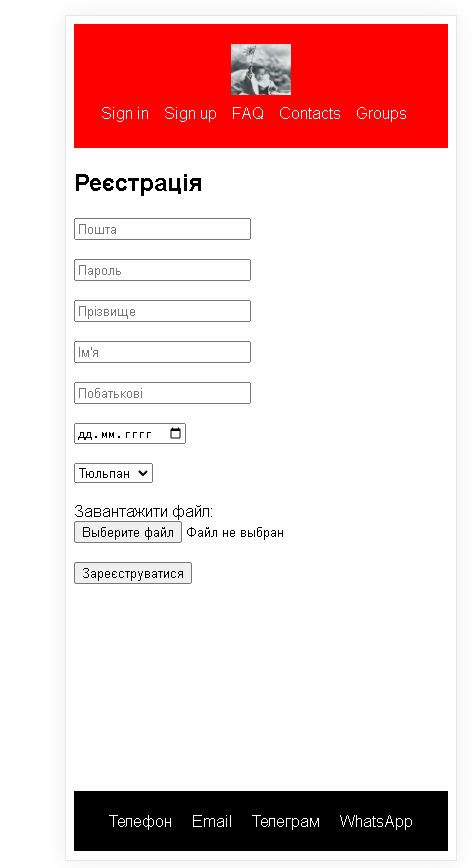 Sign in Sign up FAQ Contacts Groups
Реєстрація
Пошта
Пароль
Прізвище
Ім'я
Побатькові
дд.мм.гггг
Тюльпан
Завантажити файл:
Выберите файл Файл не выбран
Зареєструватися
Телефон Email Телеграм WhatsApp